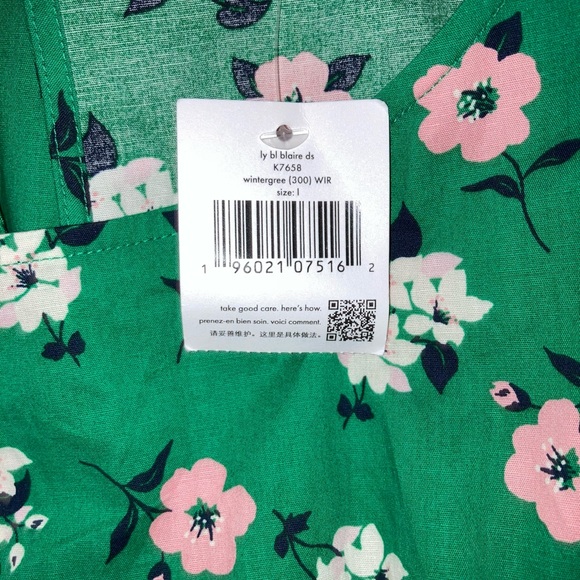 ly bl blaire ds
K7658
wintergree (300) WIR
size: l
1 96021 07516 2
take good care. here's how.
prenez-en bien soin. voici comment.
请妥善维护。这里是具体做法。